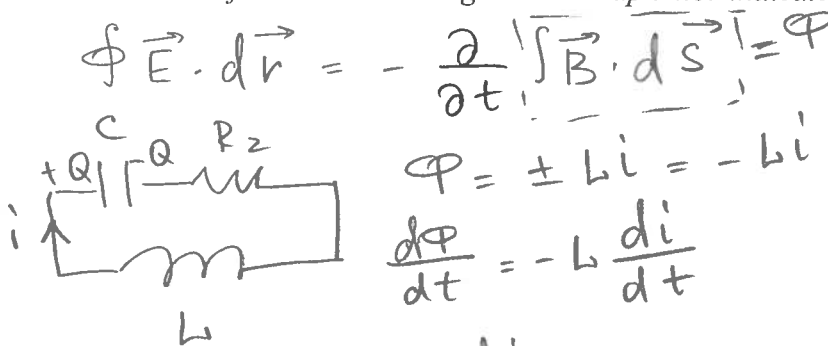 ∮ E⃗ · dr⃗ = - ∂/∂t ∫ B⃗ · dS⃗ = φ
C
R2
+Q
-Q
i
L
φ = ± Li = - Li
dφ/dt = - L di/dt